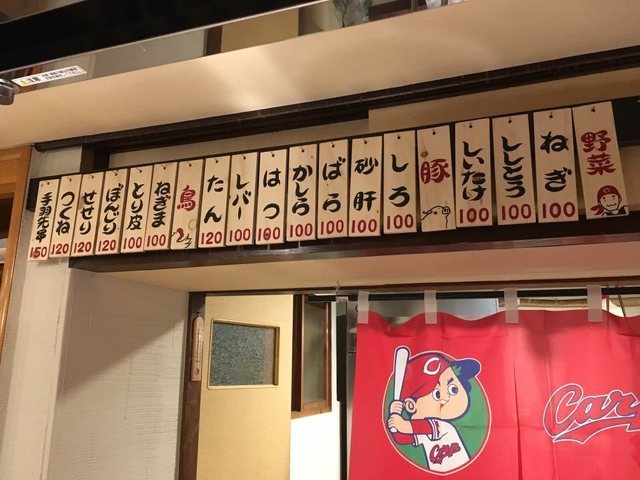 野菜
ねぎ
100
ししとう
100
しいたけ
100
豚
しろ
100
砂肝
100
ばら
100
かしら
100
はつ
100
レバー
100
たん
120
鳥
ねぎま
100
とり皮
100
ぼんじり
120
せせり
120
つくね
120
手羽先串
150
C
Carp
Carp